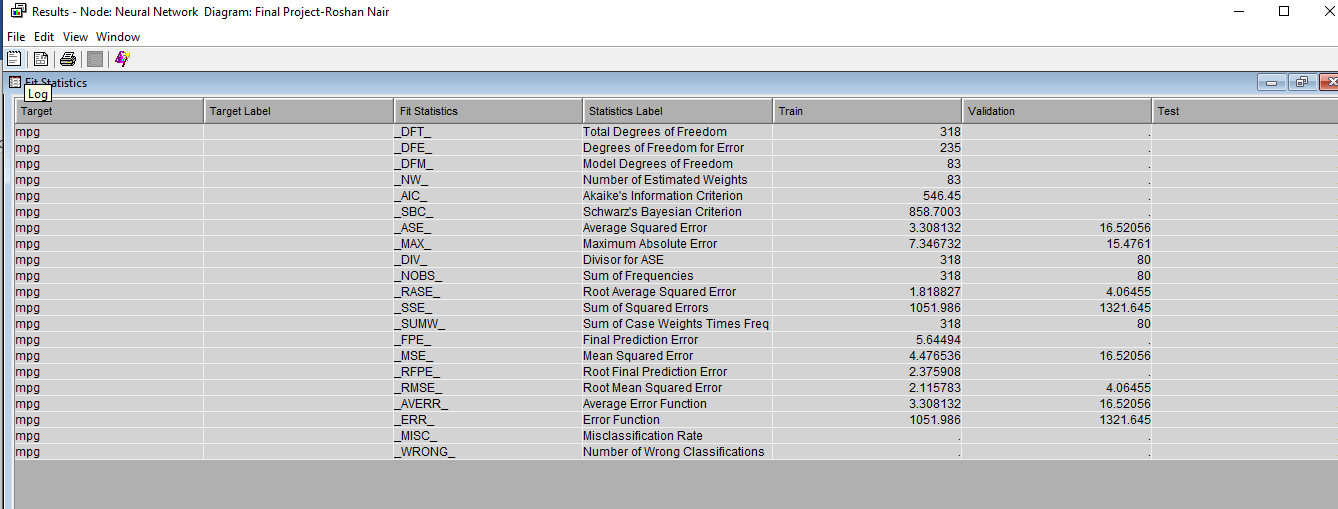 Results - Node: Neural Network Diagram: Final Project-Roshan Nair
File Edit View Window
Fit Statistics
Log
Target Target Label Fit Statistics Statistics Label Train Validation Test
mpg _DFT_ Total Degrees of Freedom 318 . .
mpg _DFE_ Degrees of Freedom for Error 235 . .
mpg _DFM_ Model Degrees of Freedom 83 . .
mpg _NW_ Number of Estimated Weights 83 . .
mpg _AIC_ Akaike's Information Criterion 546.45 . .
mpg _SBC_ Schwarz's Bayesian Criterion 858.7003 . .
mpg _ASE_ Average Squared Error 3.308132 16.52056 .
mpg _MAX_ Maximum Absolute Error 7.346732 15.4761 .
mpg _DIV_ Divisor for ASE 318 80 .
mpg _NOBS_ Sum of Frequencies 318 80 .
mpg _RASE_ Root Average Squared Error 1.818827 4.06455 .
mpg _SSE_ Sum of Squared Errors 1051.986 1321.645 .
mpg _SUMW_ Sum of Case Weights Times Freq 318 80 .
mpg _FPE_ Final Prediction Error 5.64494 . .
mpg _MSE_ Mean Squared Error 4.476536 16.52056 .
mpg _RFPE_ Root Final Prediction Error 2.375908 . .
mpg _RMSE_ Root Mean Squared Error 2.115783 4.06455 .
mpg _AVERR_ Average Error Function 3.308132 16.52056 .
mpg _ERR_ Error Function 1051.986 1321.645 .
mpg _MISC_ Misclassification Rate . . .
mpg _WRONG_ Number of Wrong Classifications . . .